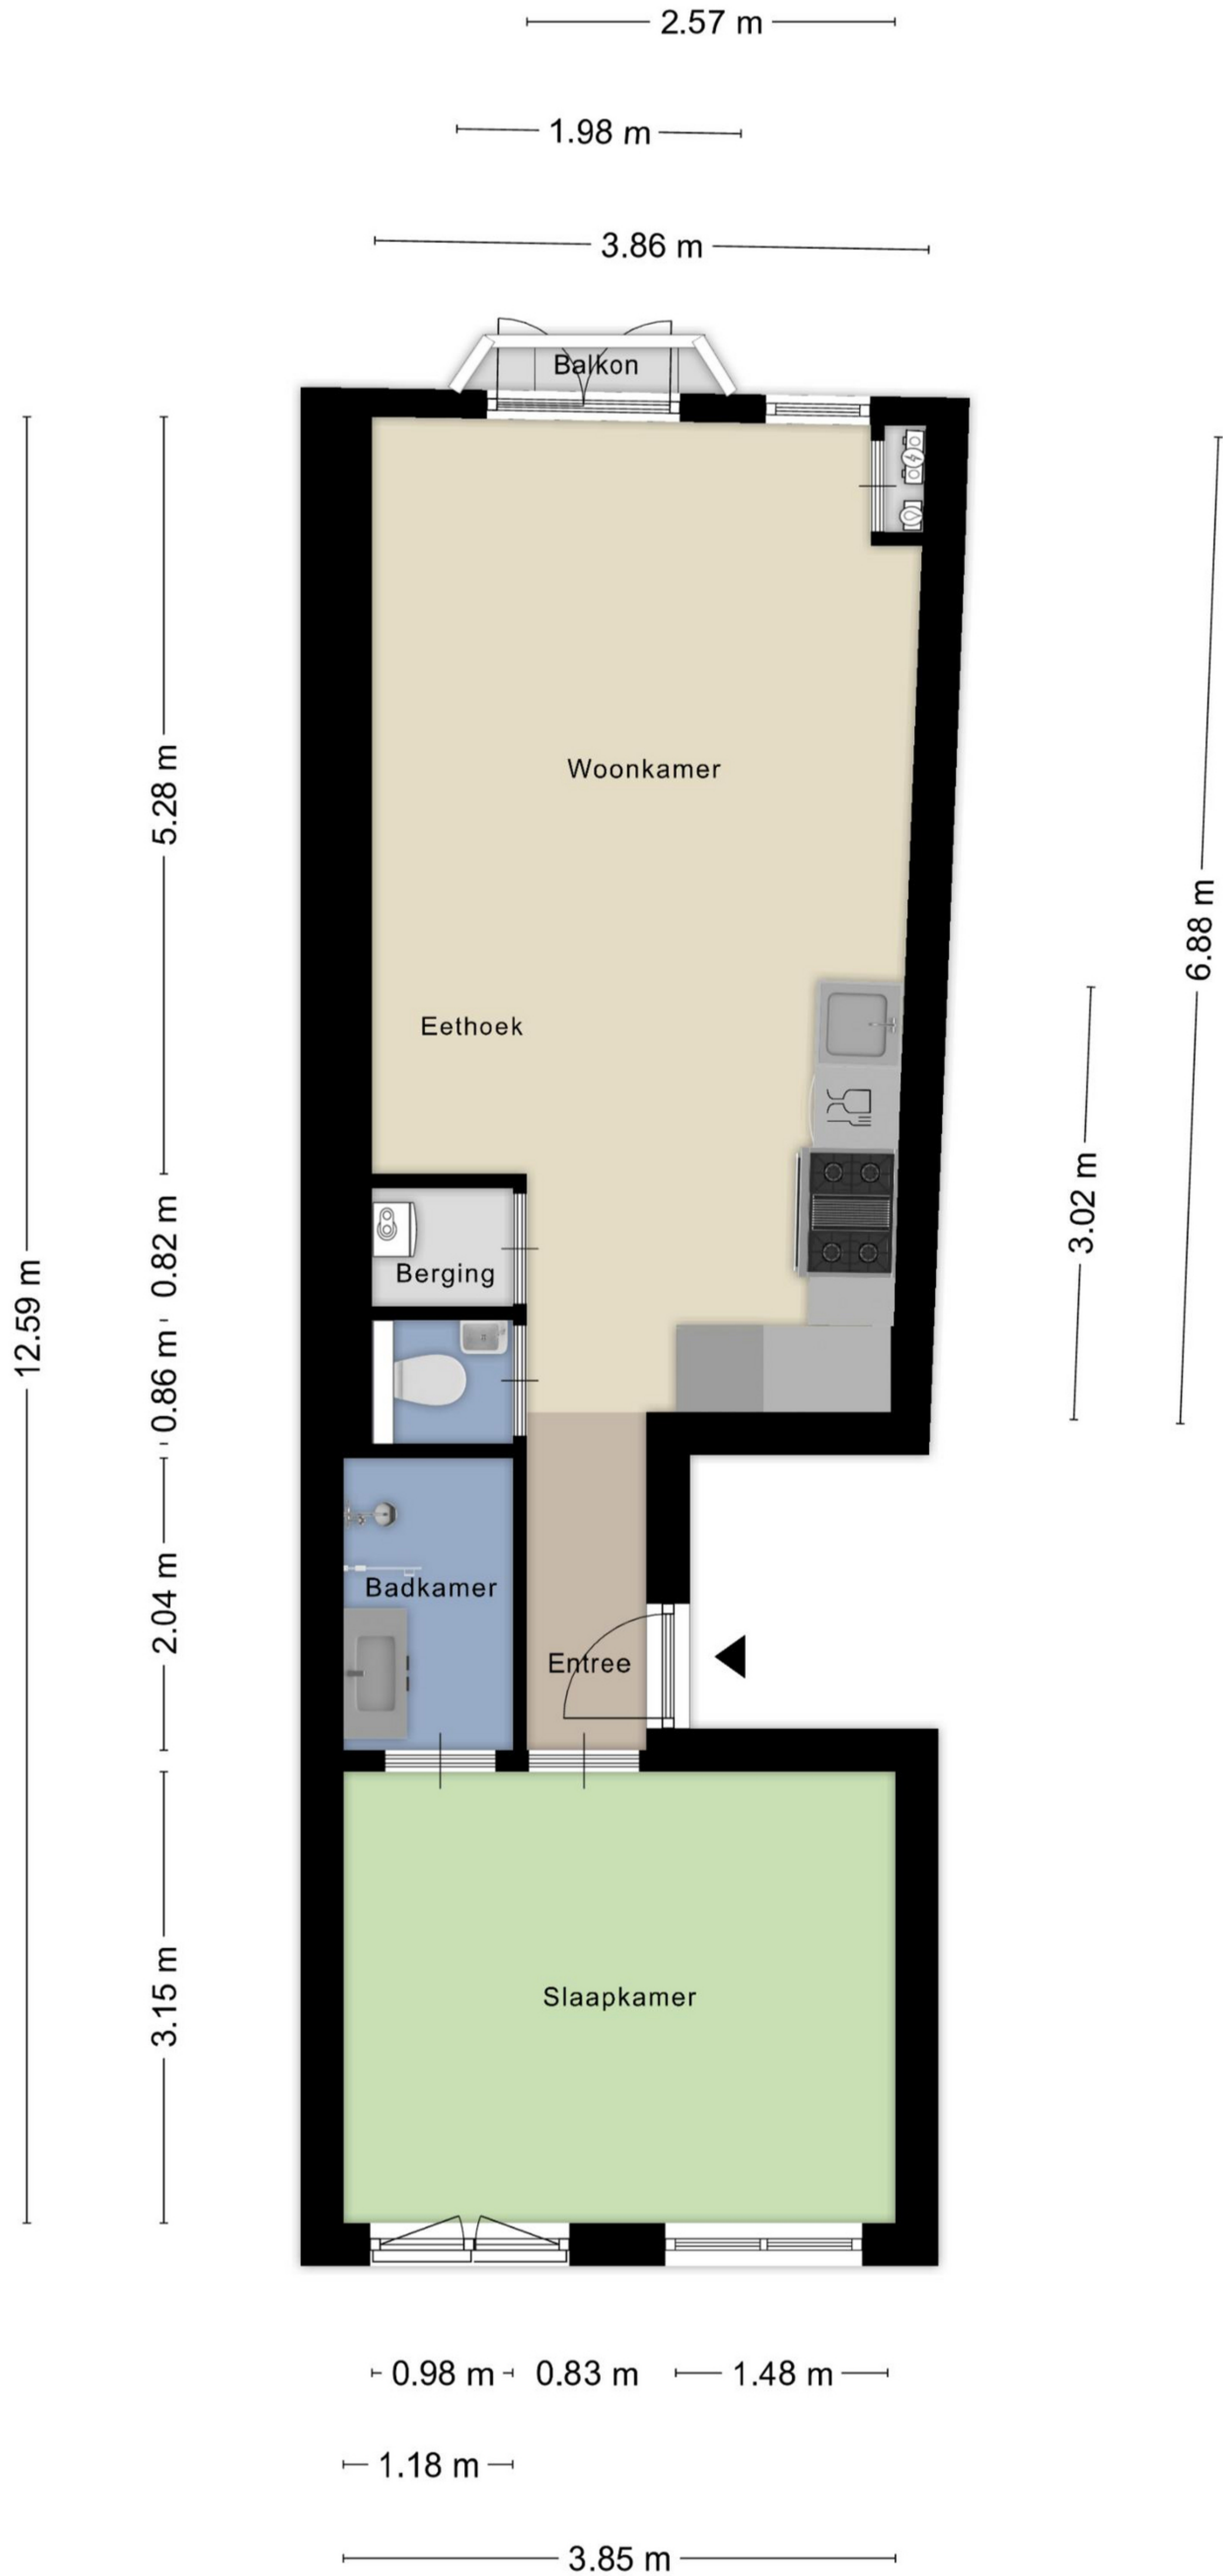 2.57 m
1.98 m
3.86 m
Balkon
Woonkamer
5.28 m
6.88 m
Eethoek
3.02 m
0.82 m
Berging
12.59 m
0.86 m
Badkamer
2.04 m
Entree
Slaapkamer
3.15 m
0.98 m 0.83 m 1.48 m
1.18 m
3.85 m